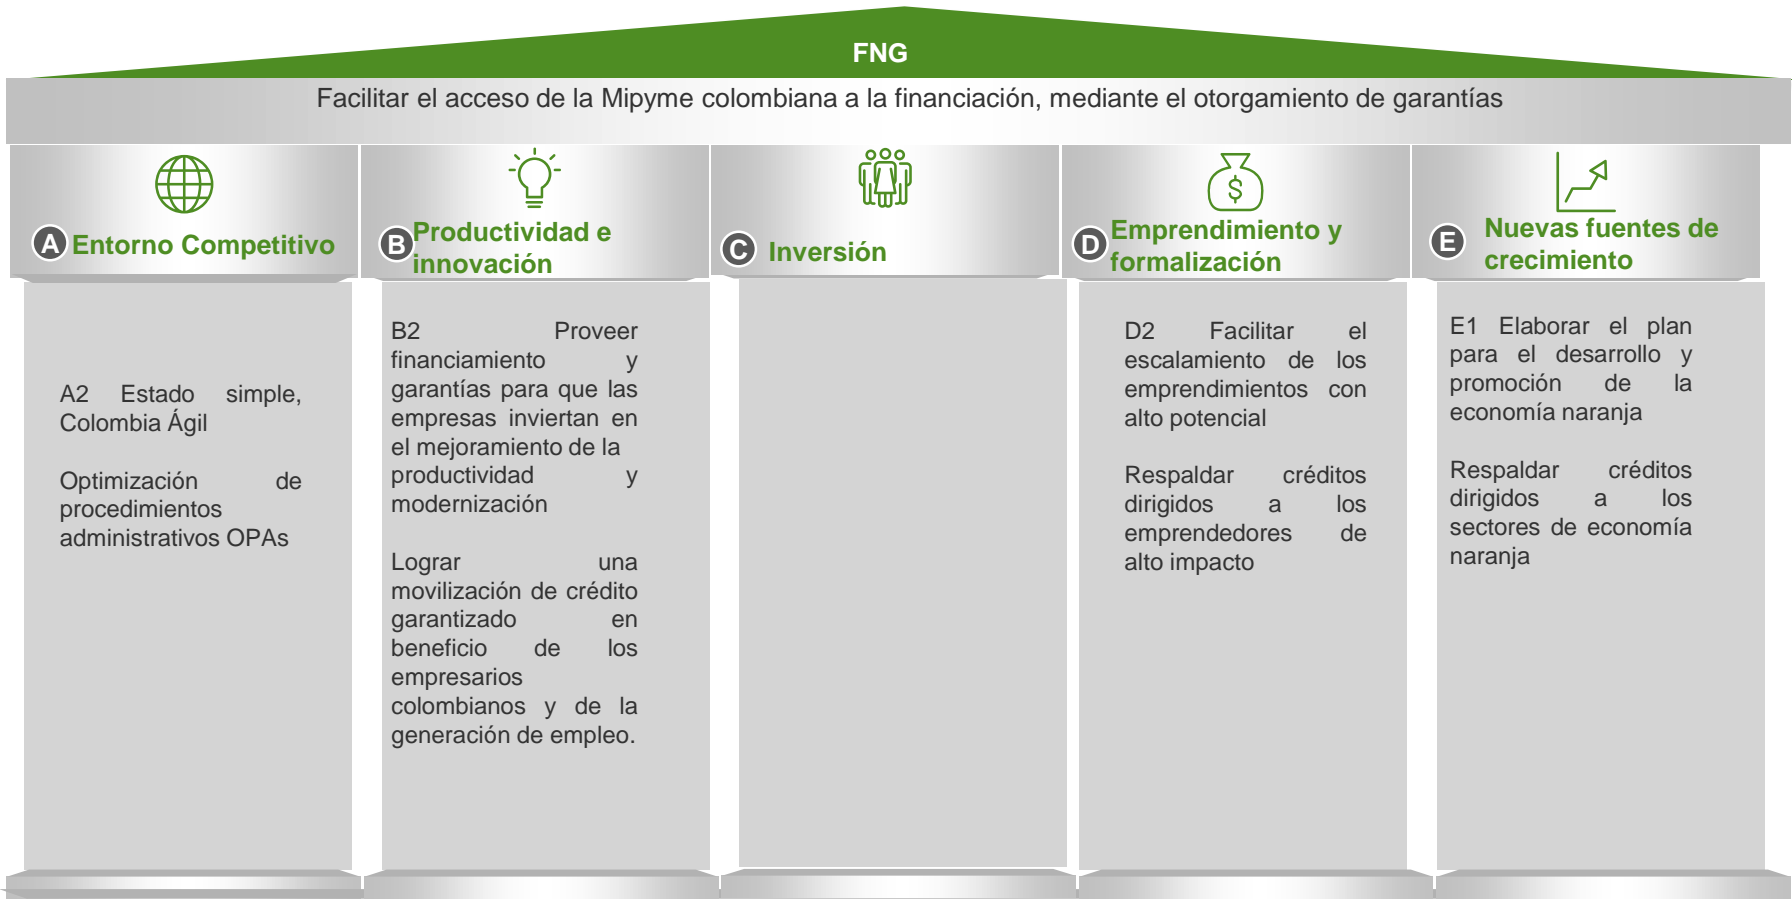 FNG
Facilitar el acceso de la Mipyme colombiana a la financiación, mediante el otorgamiento de garantías
A Entorno Competitivo
B Productividad e
innovación
C Inversión
D Emprendimiento y
formalización
E Nuevas fuentes de
crecimiento
A2 Estado simple,
Colombia Ágil
Optimización de
procedimientos
administrativos OPAs
B2 Proveer
financiamiento y
garantías para que las
empresas inviertan en
el mejoramiento de la
productividad y
modernización
Lograr una
movilización de crédito
garantizado en
beneficio de los
empresarios
colombianos y de la
generación de empleo.
D2 Facilitar el
escalamiento de los
emprendimientos con
alto potencial
Respaldar créditos
dirigidos a los
emprendedores de
alto impacto
E1 Elaborar el plan
para el desarrollo y
promoción de la
economía naranja
Respaldar créditos
dirigidos a los
sectores de economía
naranja